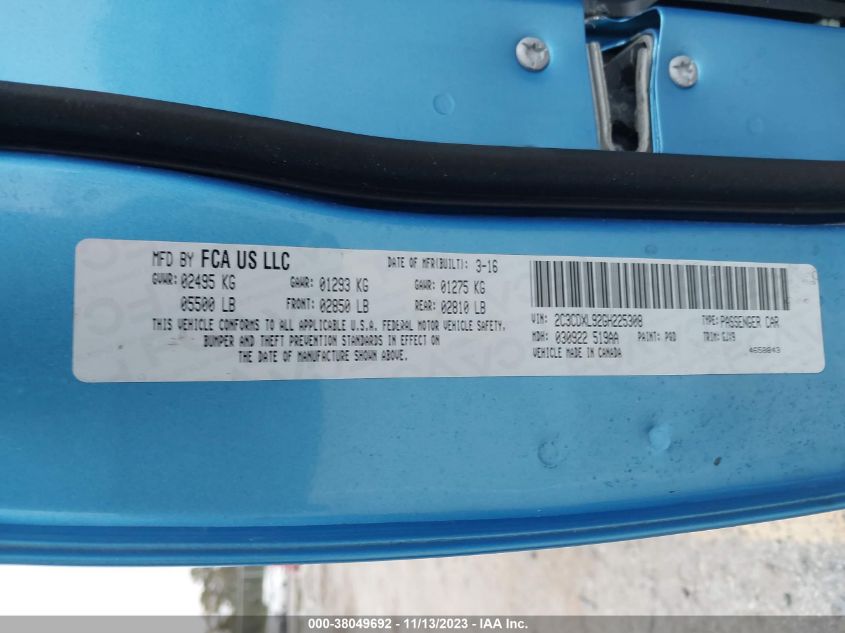 MFD BY FCA US LLC DATE OF MFR(BUILT): 3-16
GVWR: 02495 KG GAWR: 01293 KG GAWR: 01275 KG
05500 LB FRONT: 02850 LB REAR: 02810 LB
THIS VEHICLE CONFORMS TO ALL APPLICABLE U.S.A. FEDERAL MOTOR VEHICLE SAFETY,
BUMPER AND THEFT PREVENTION STANDARDS IN EFFECT ON
THE DATE OF MANUFACTURE SHOWN ABOVE.
VIN: 2C3CDXL92GH225308 TYPE: PASSENGER CAR
MDH: 030922 519AA PAINT: PQD TRIM: GJX9
VEHICLE MADE IN CANADA 4658843
000-38049692 - 11/13/2023 - IAA Inc.